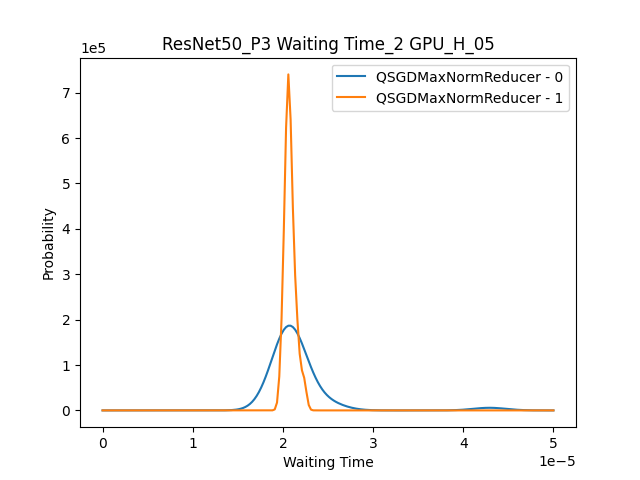 ResNet50_P3 Waiting Time_2 GPU_H_05
1e5
QSGDMaxNormReducer - 0
QSGDMaxNormReducer - 1
7
6
5
4
3
2
1
0
Probability
0 1 2 3 4 5
1e−5
Waiting Time